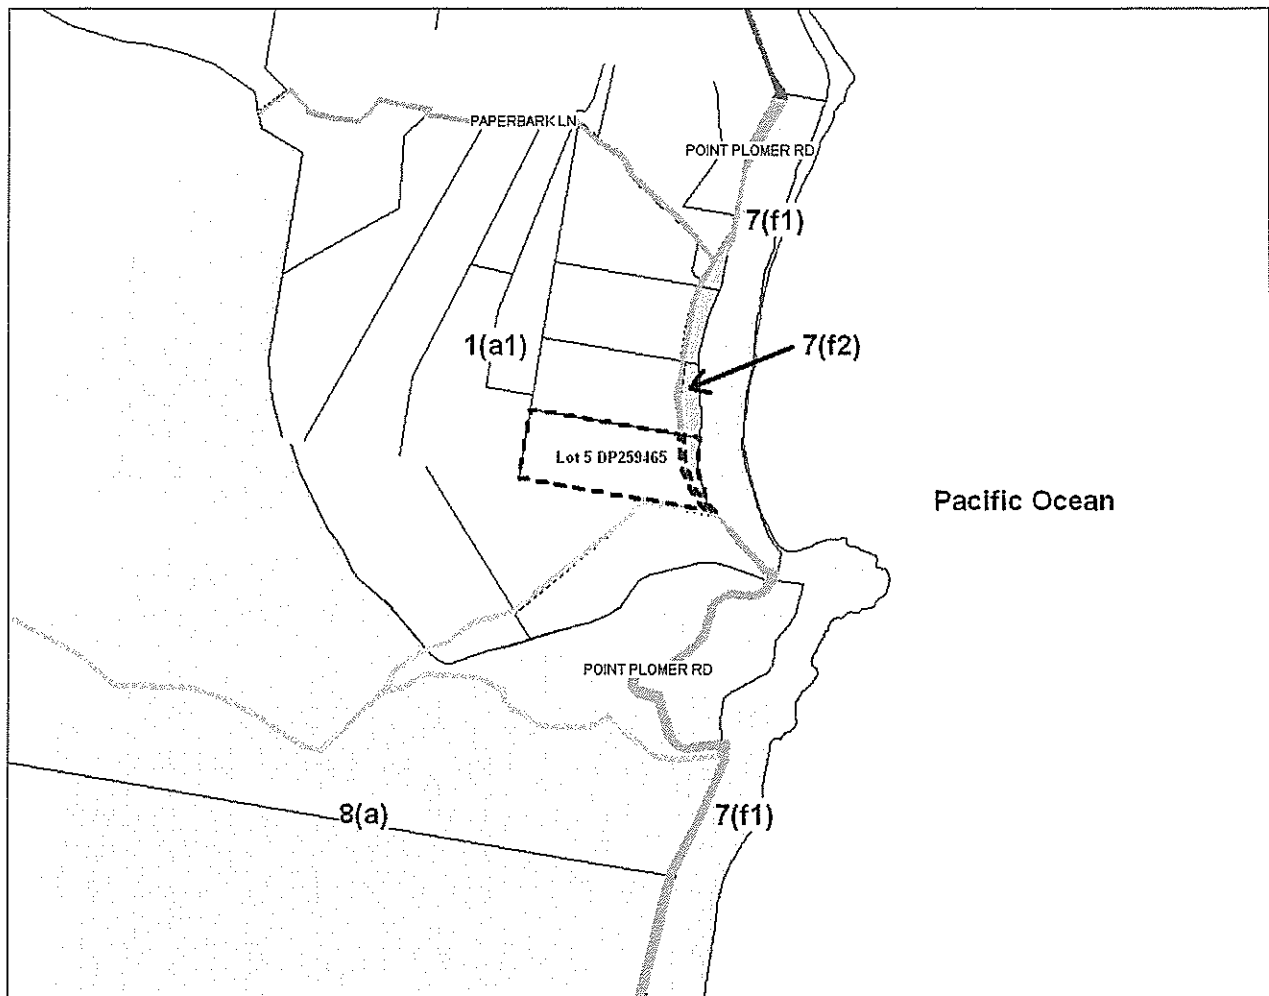 PAPERBARK LN
POINT PLOMER RD
7(f1)
1(a1)
7(f2)
Lot 5 DP259465
Pacific Ocean
POINT PLOMER RD
8(a)
7(f1)